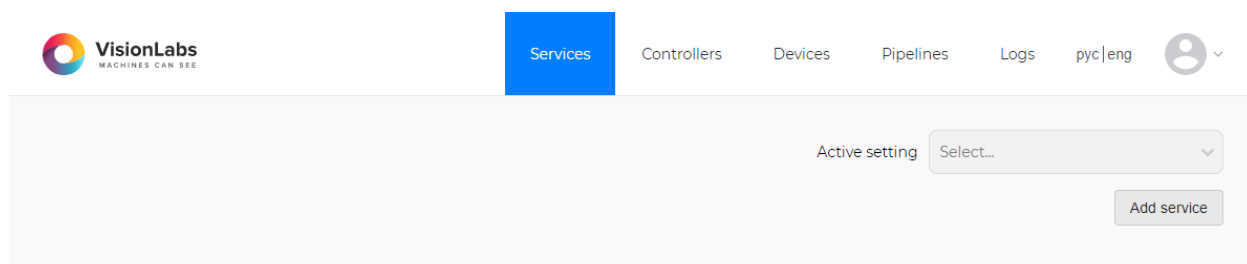 VisionLabs
MACHINES CAN SEE
Services Controllers Devices Pipelines Logs рус|eng
Active setting Select...
Add service